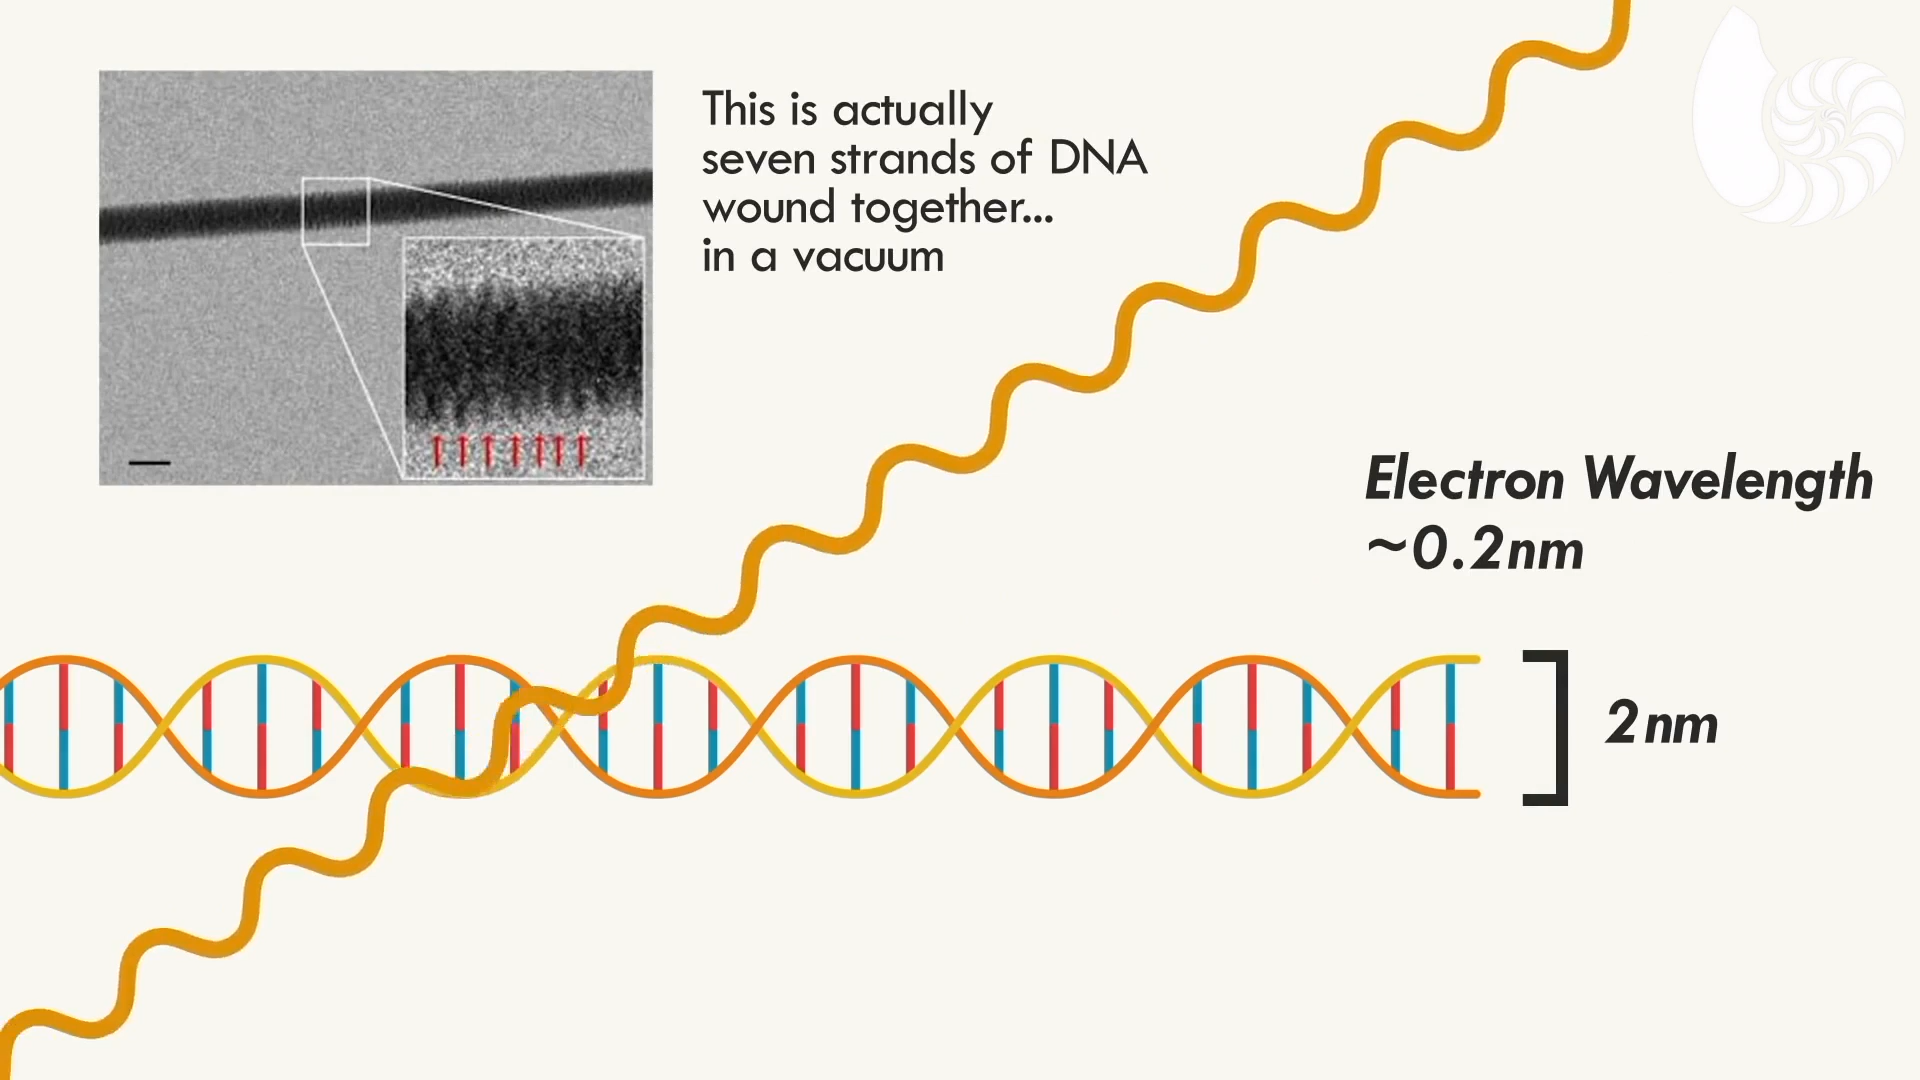 This is actually
seven strands of DNA
wound together...
in a vacuum
Electron Wavelength
~0.2nm
2nm